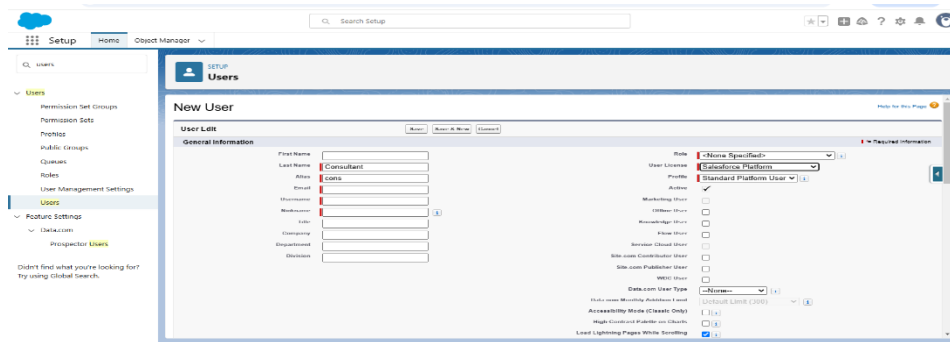 Search Setup
Setup
Home
Object Manager
users
Users
Permission Set Groups
Permission Sets
Profiles
Public Groups
Queues
Roles
User Management Settings
Users
Feature Settings
Data.com
Prospector Users
Didn't find what you're looking for?
Try using Global Search.
SETUP
Users
New User
Help for this Page
User Edit
Save
Save & New
Cancel
General Information
= Required Information
First Name
Last Name Consultant
Alias cons
Email
Username
Nickname
Title
Company
Department
Division
Role <None Specified>
User License Salesforce Platform
Profile Standard Platform User
Active
Marketing User
Offline User
Knowledge User
Flow User
Service Cloud User
Site.com Contributor User
Site.com Publisher User
WDC User
Data.com User Type --None--
Data.com Monthly Addition Limit Default Limit (300)
Accessibility Mode (Classic Only)
High-Contrast Palette on Charts
Load Lightning Pages While Scrolling